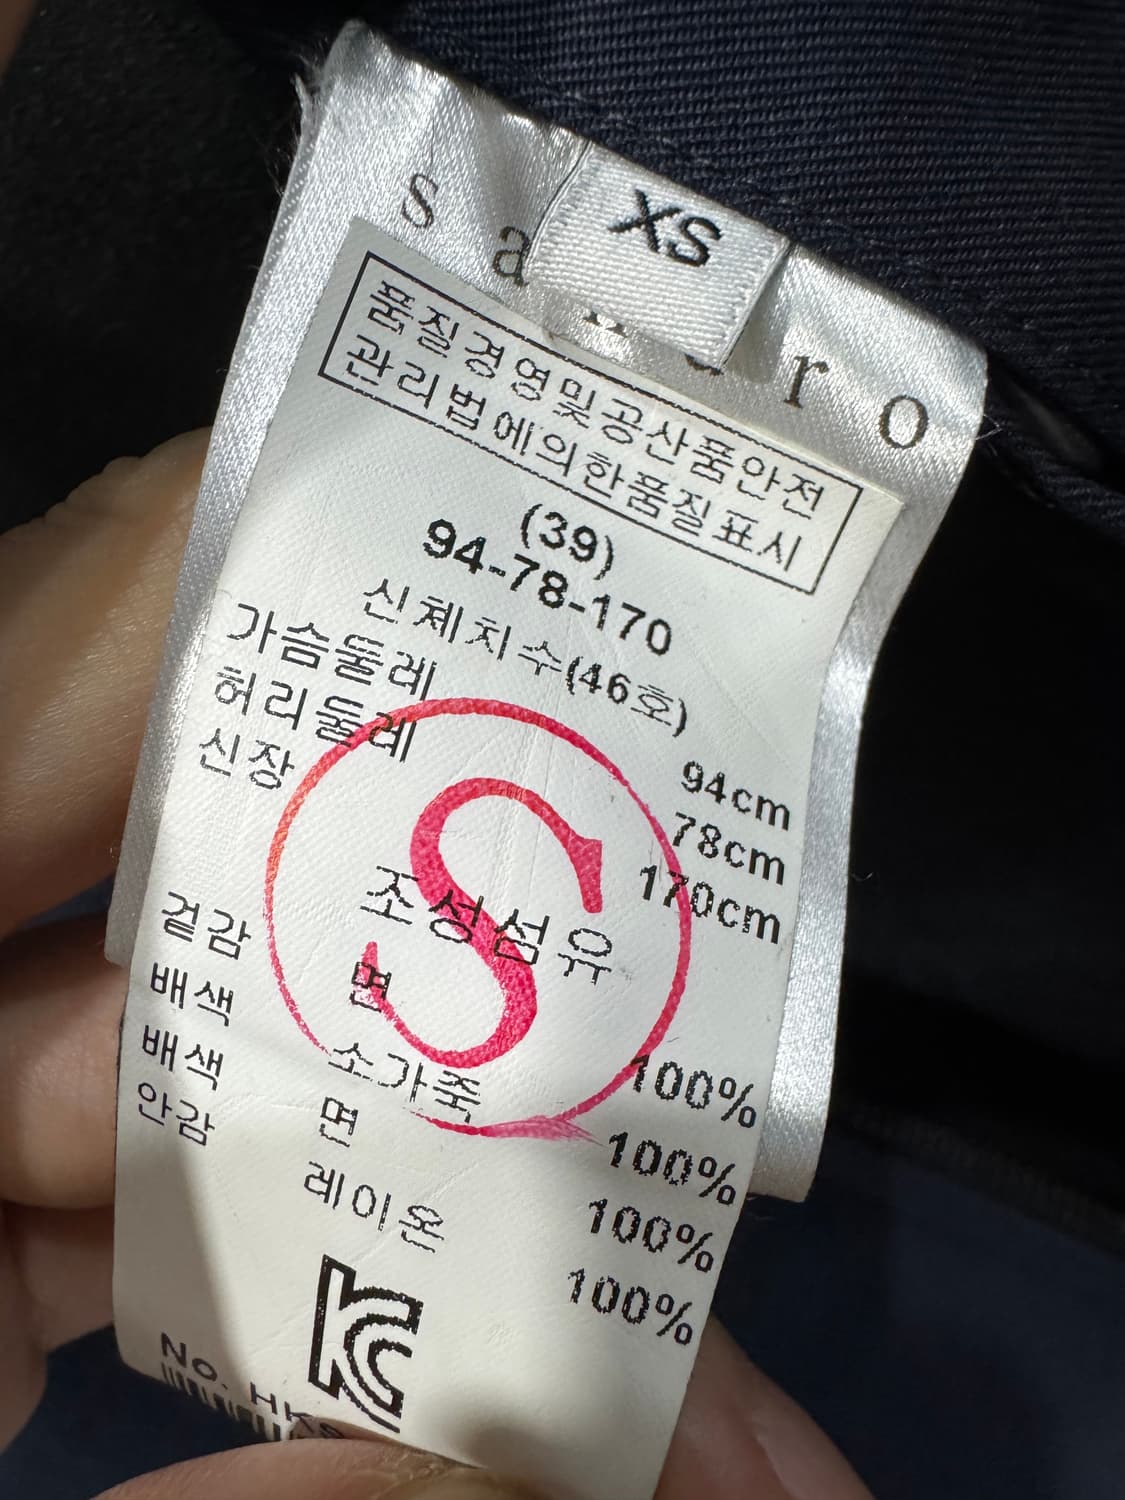 XS
s a r o
품질경영및공산품안전
관리법에의한품질표시
(39)
94-78-170
신체치수(46호)
가슴둘레 94cm
허리둘레 78cm
신장 170cm
S
조성섬유
겉감 면 100%
배색 소가죽 100%
배색 면 100%
안감 레이온 100%
KC
No. HKS